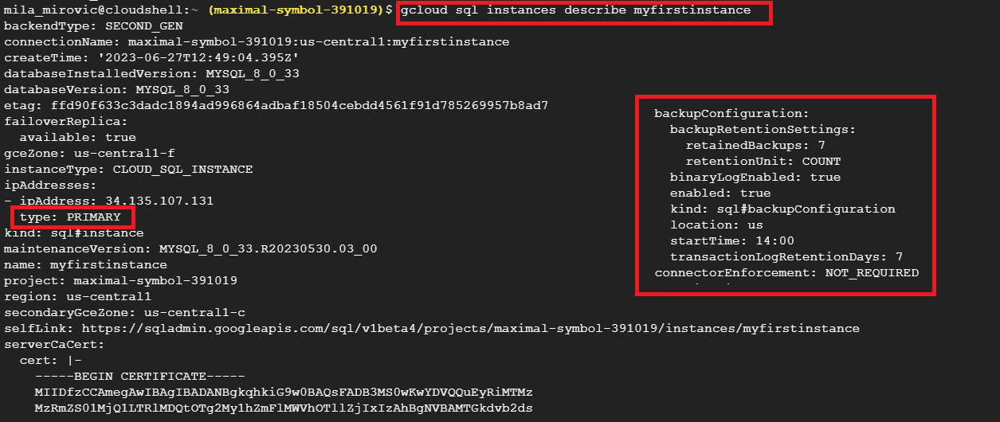 mila_mirovic@cloudshell:~ (maximal-symbol-391019)$ gcloud sql instances describe myfirstinstance
backendType: SECOND_GEN
connectionName: maximal-symbol-391019:us-central1:myfirstinstance
createTime: '2023-06-27T12:49:04.395Z'
databaseInstalledVersion: MYSQL_8_0_33
databaseVersion: MYSQL_8_0_33
etag: ffd90f633c3dadc1894ad996864adbaf18504cebdd4561f91d785269957b8ad7
failoverReplica:
  available: true
gceZone: us-central1-f
instanceType: CLOUD_SQL_INSTANCE
ipAddresses:
- ipAddress: 34.135.107.131
  type: PRIMARY
kind: sql#instance
maintenanceVersion: MYSQL_8_0_33.R20230530.03_00
name: myfirstinstance
project: maximal-symbol-391019
region: us-central1
secondaryGceZone: us-central1-c
selfLink: https://sqladmin.googleapis.com/sql/v1beta4/projects/maximal-symbol-391019/instances/myfirstinstance
serverCaCert:
  cert: |-
    -----BEGIN CERTIFICATE-----
    MIIDfzCCAmegAwIBAgIBADANBgkqhkiG9w0BAQsFADB3MS0wKwYDVQQuEyRiMTMz
    MzRmZS01MjQ1LTRlMDQtOTg2My1hZmFlMWVhOTllZjIxIzAhBgNVBAMTGkdvb2ds
backupConfiguration:
  backupRetentionSettings:
    retainedBackups: 7
    retentionUnit: COUNT
  binaryLogEnabled: true
  enabled: true
  kind: sql#backupConfiguration
  location: us
  startTime: 14:00
  transactionLogRetentionDays: 7
connectorEnforcement: NOT_REQUIRED